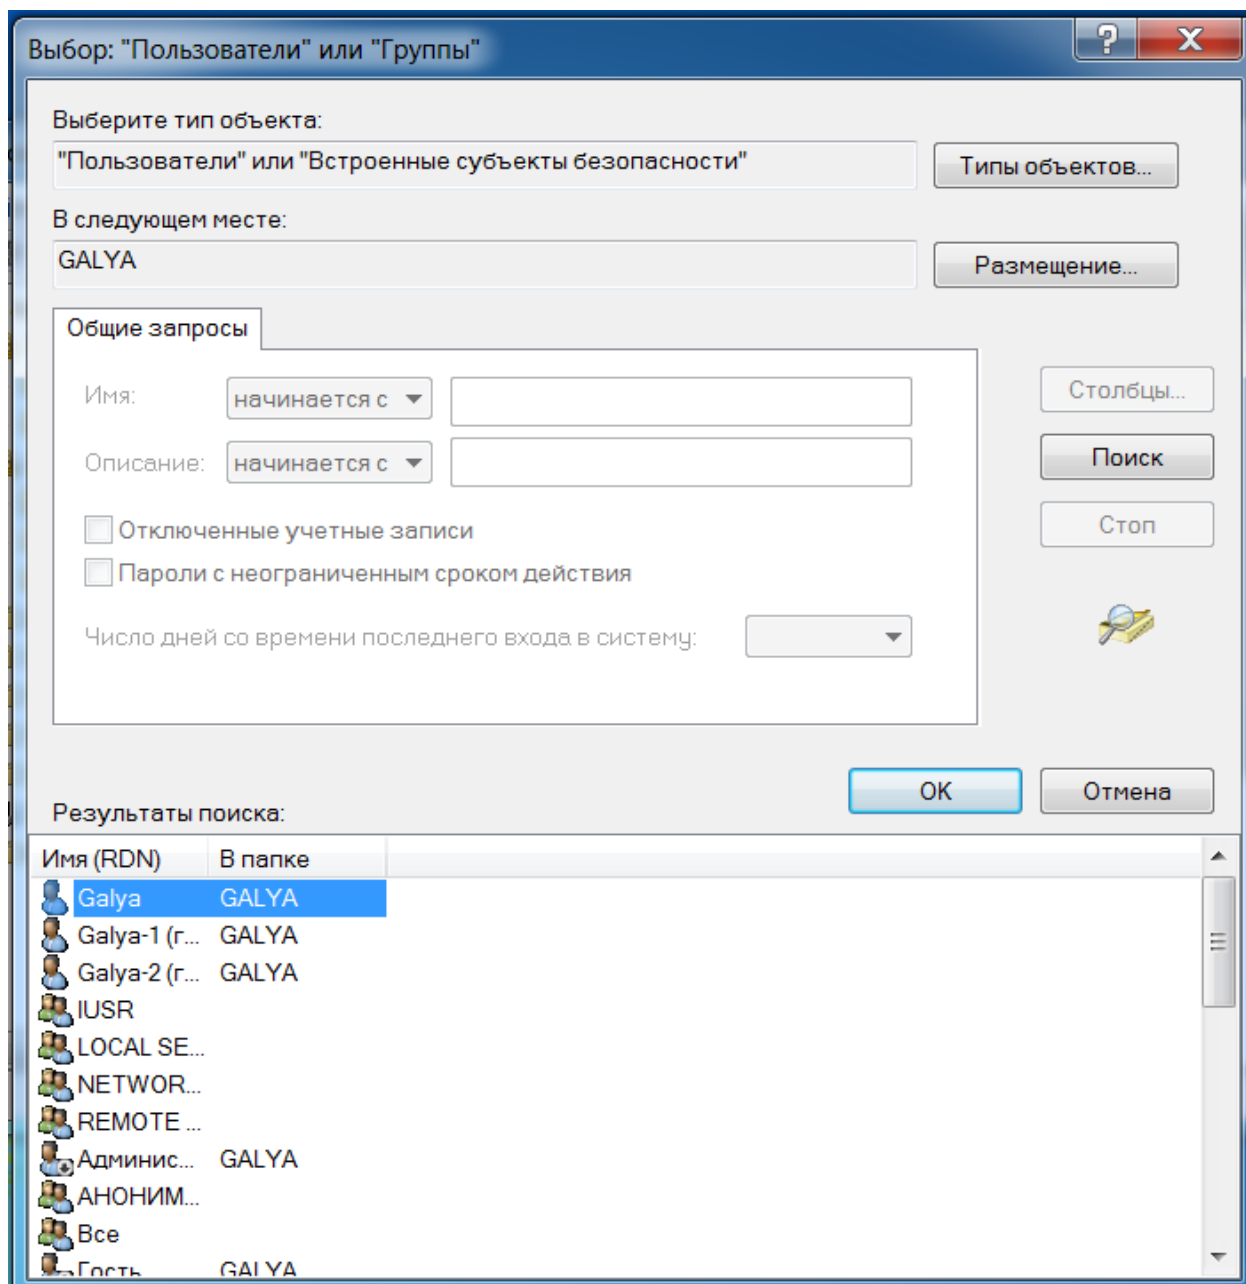 Выбор: "Пользователи" или "Группы"
Выберите тип объекта:
"Пользователи" или "Встроенные субъекты безопасности"
Типы объектов...
В следующем месте:
GALYA
Размещение...
Общие запросы
Имя: начинается с
Столбцы...
Описание: начинается с
Поиск
Отключенные учетные записи
Стоп
Пароли с неограниченным сроком действия
Число дней со времени последнего входа в систему:
OK Отмена
Результаты поиска:
Имя (RDN) В папке
Galya GALYA
Galya-1 (г... GALYA
Galya-2 (г... GALYA
IUSR
LOCAL SE...
NETWOR...
REMOTE ...
Админис... GALYA
АНОНИМ...
Все
Гость GALYA